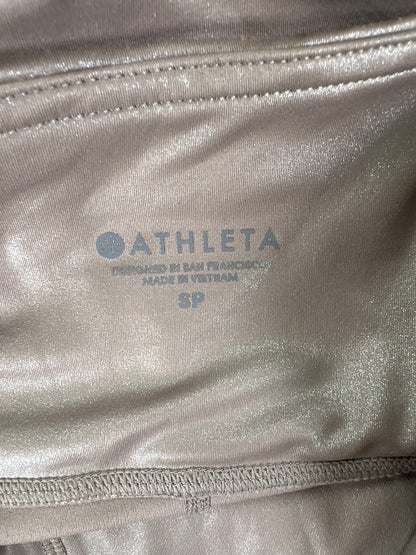 ATHLETA
DESIGNED IN SAN FRANCISCO
MADE IN VIETNAM
SP